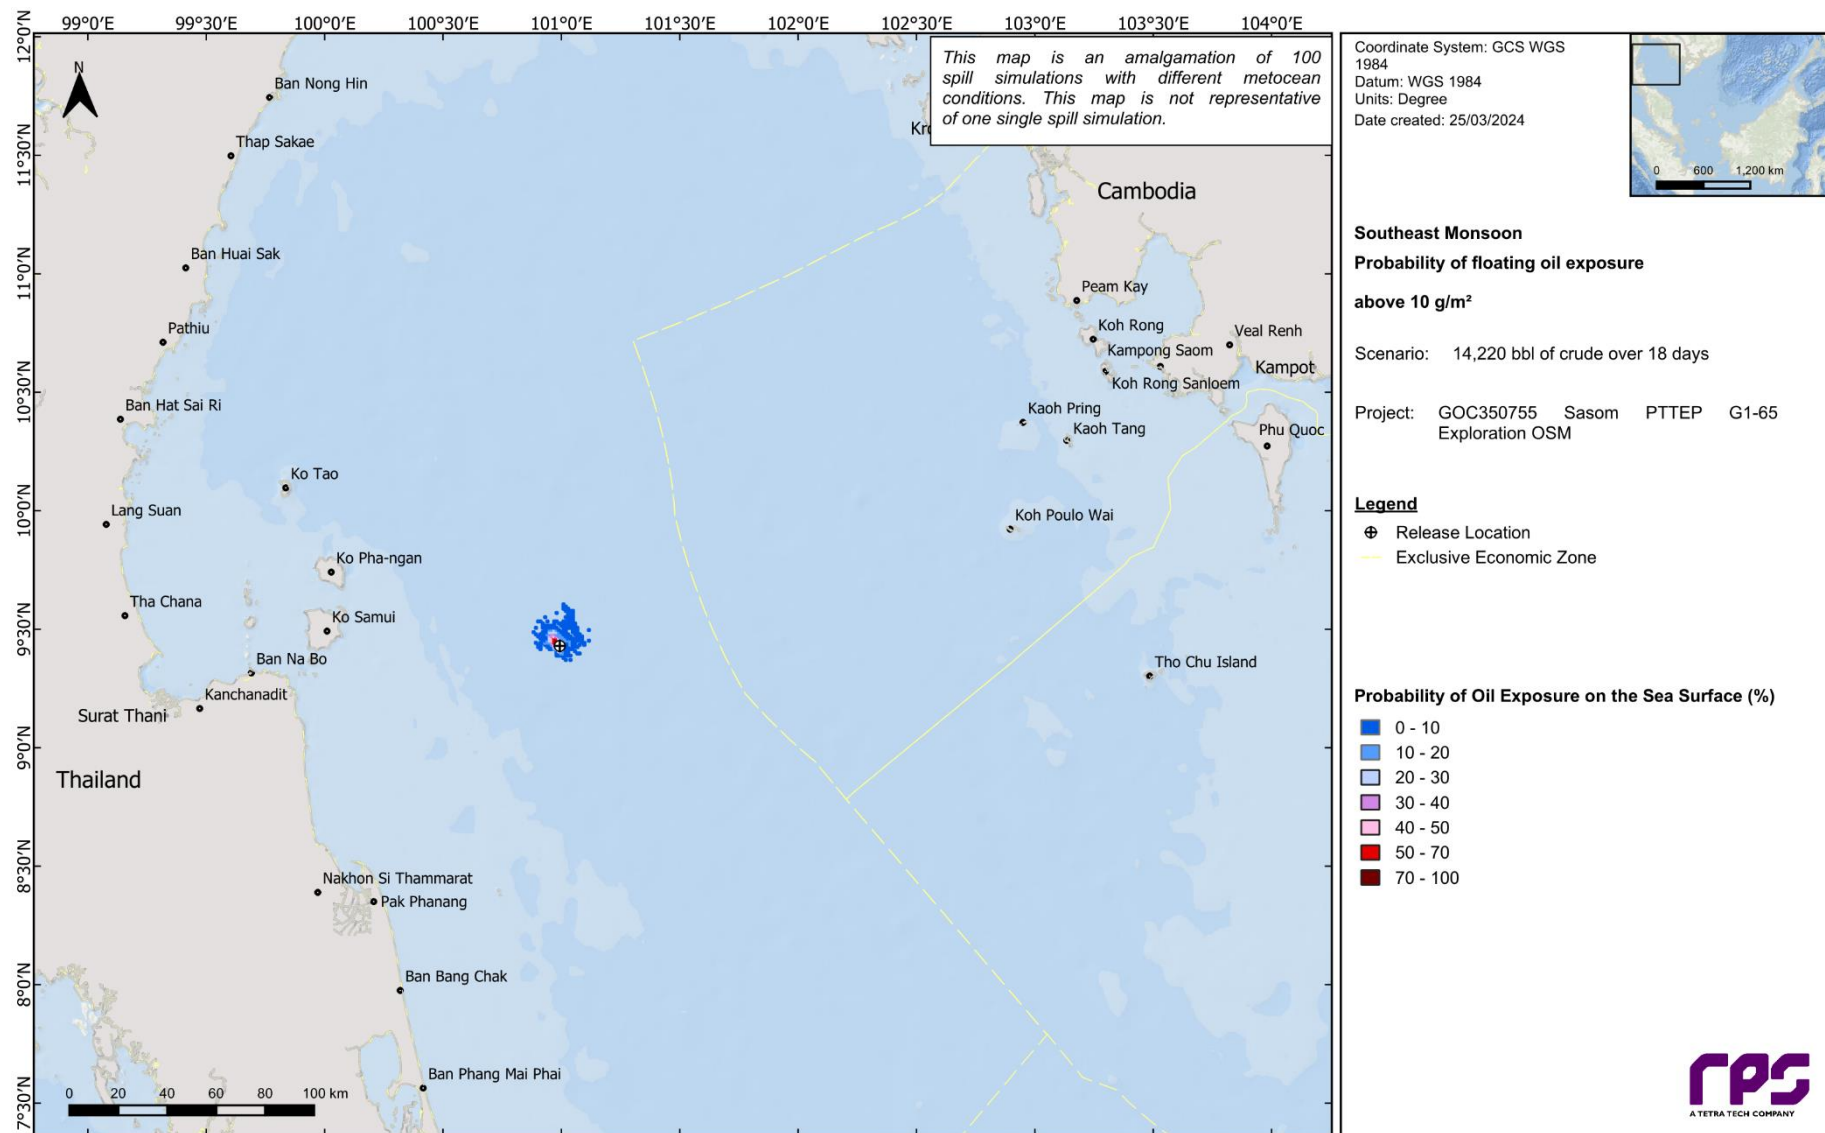 99°0′E 99°30′E 100°0′E 100°30′E 101°0′E 101°30′E 102°0′E 102°30′E 103°0′E 103°30′E 104°0′E
12°0′N
11°30′N
11°0′N
10°30′N
10°0′N
9°30′N
9°0′N
8°30′N
8°0′N
7°30′N
N
This map is an amalgamation of 100
spill simulations with different metocean
conditions. This map is not representative
of one single spill simulation.
Ban Nong Hin
Thap Sakae
Cambodia
Ban Huai Sak
Peam Kay
Pathiu
Koh Rong
Veal Renh
Kampong Saom
Kampot
Koh Rong Sanloem
Ban Hat Sai Ri
Kaoh Pring
Kaoh Tang
Phu Quoc
Ko Tao
Lang Suan
Koh Poulo Wai
Ko Pha-ngan
Tha Chana
Ko Samui
Ban Na Bo
Tho Chu Island
Kanchanadit
Surat Thani
Thailand
Nakhon Si Thammarat
Pak Phanang
Ban Bang Chak
Ban Phang Mai Phai
0 20 40 60 80 100 km
Coordinate System: GCS WGS
1984
Datum: WGS 1984
Units: Degree
Date created: 25/03/2024
0 600 1,200 km
Southeast Monsoon
Probability of floating oil exposure
above 10 g/m²
Scenario: 14,220 bbl of crude over 18 days
Project: GOC350755 Sasom PTTEP G1-65
Exploration OSM
Legend
Release Location
Exclusive Economic Zone
Probability of Oil Exposure on the Sea Surface (%)
0 - 10
10 - 20
20 - 30
30 - 40
40 - 50
50 - 70
70 - 100
rps
A TETRA TECH COMPANY